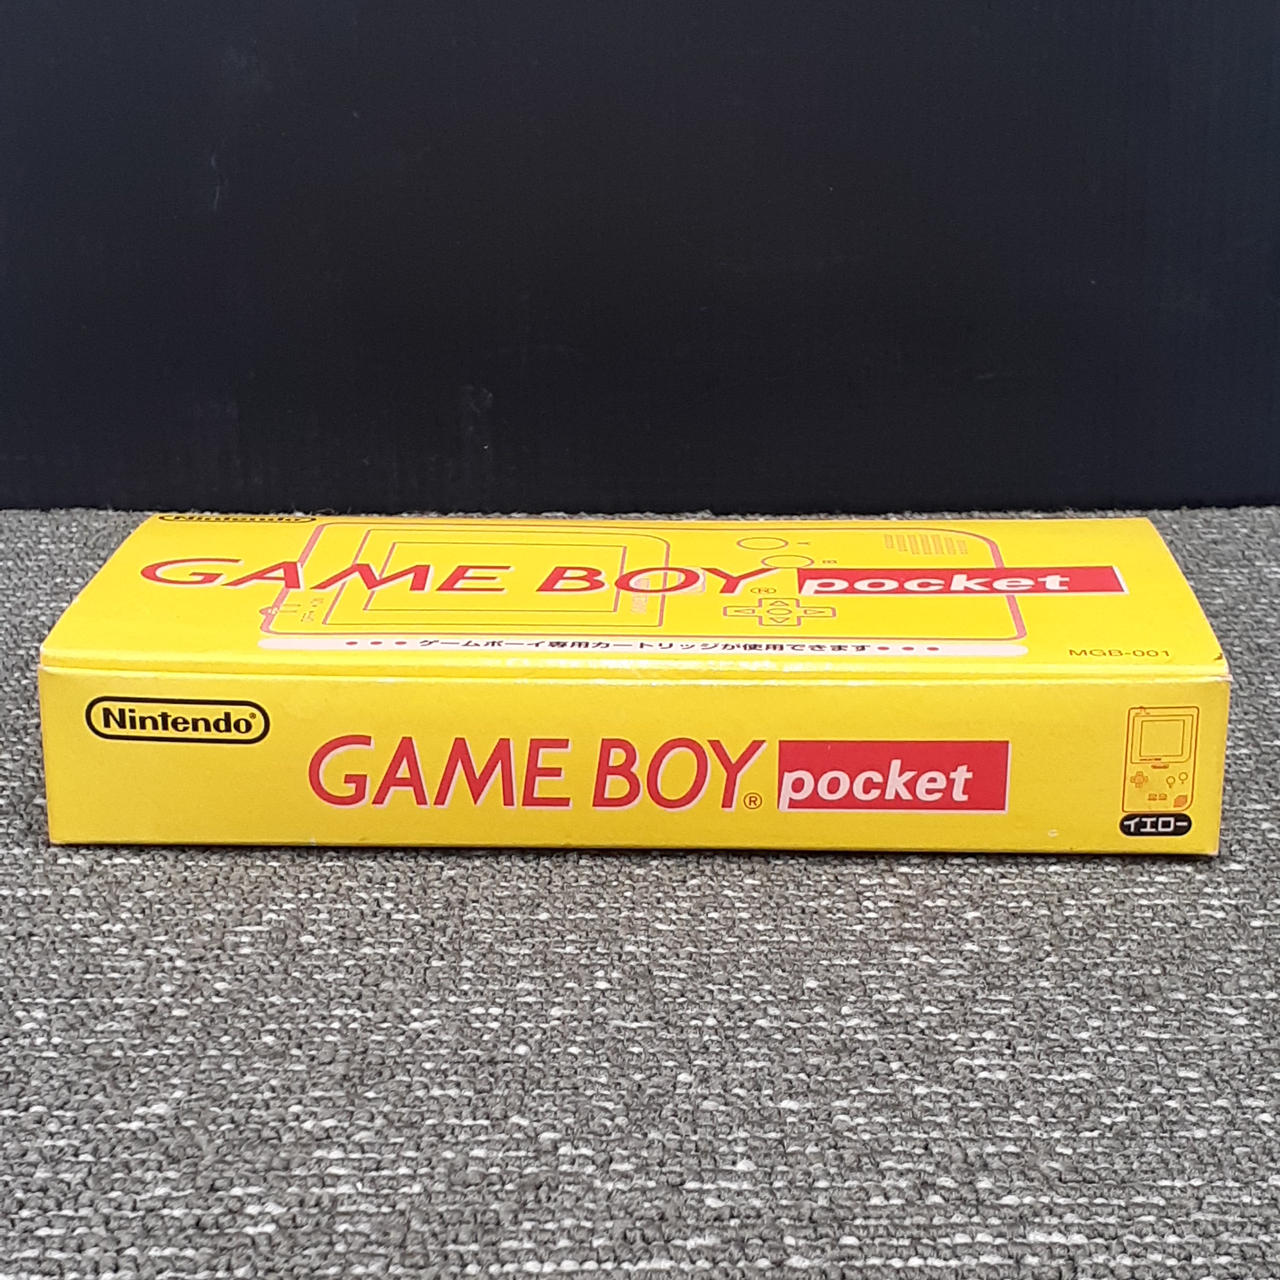 Nintendo
GAME BOY® pocket
• • • ゲームボーイ専用カートリッジが使用できます • • •
MGB-001
Nintendo®
GAME BOY® pocket
イエロー